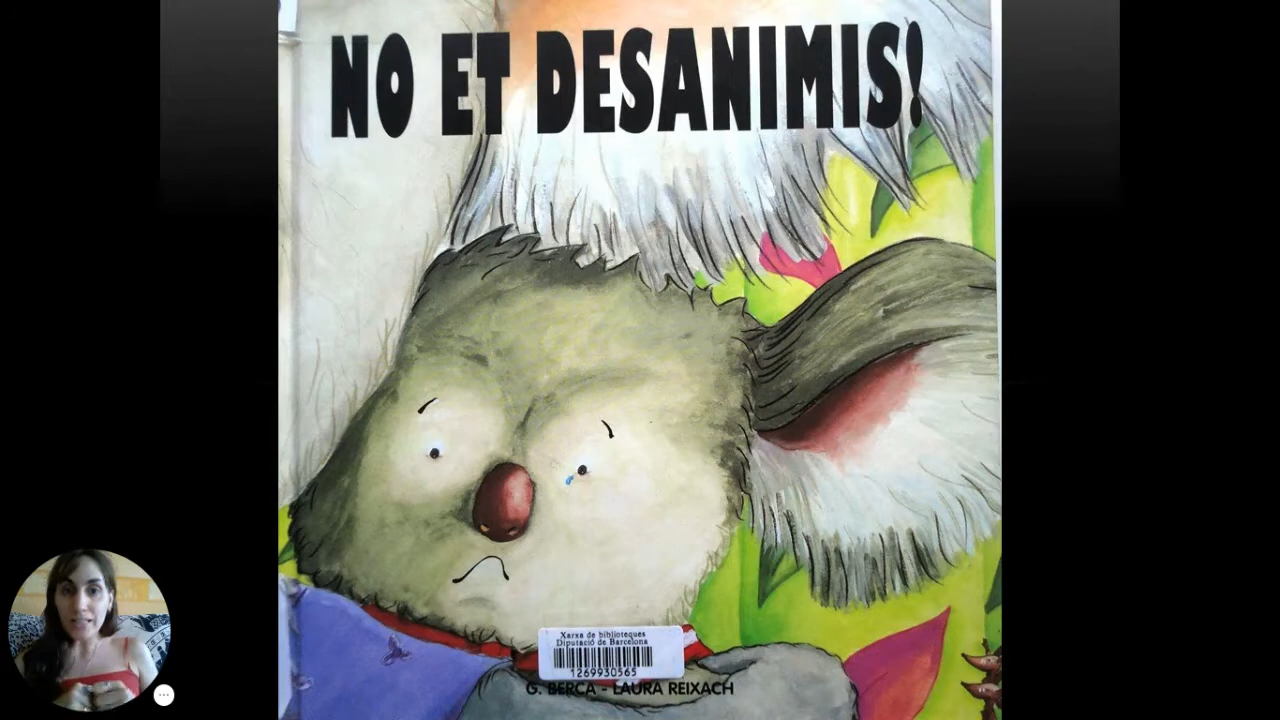 NO ET DESANIMIS!
Xarxa de biblioteques
Diputació de Barcelona
1269930565
G. BERCA - LAURA REIXACH